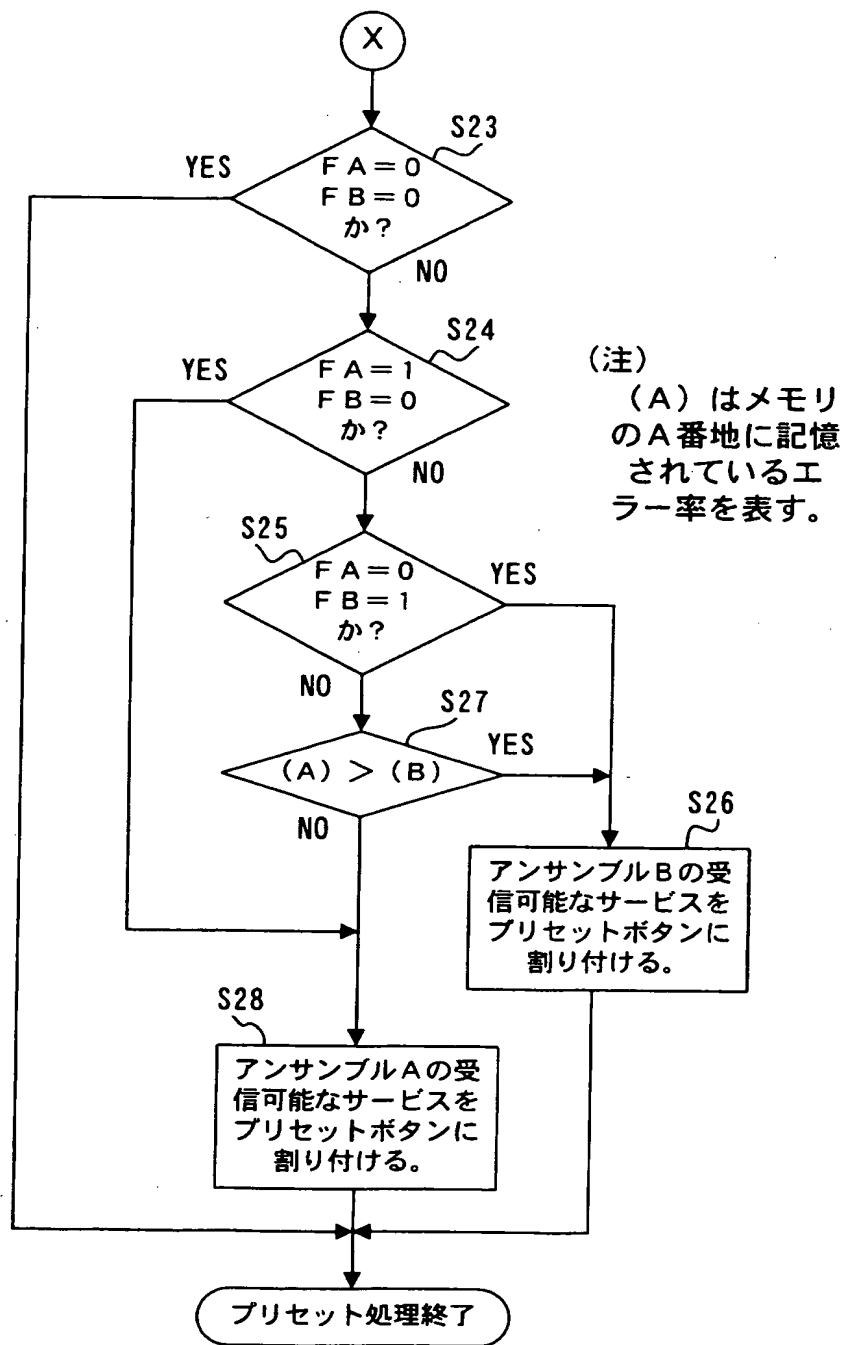 X
S23
YES
FA=0
FB=0
か?
NO
S24
YES
FA=1
FB=0
か?
NO
(注)
(A)はメモリ
のA番地に記憶
されているエ
ラー率を表す。
S25
FA=0
FB=1
か?
YES
NO
S27
(A)>(B)
YES
NO
S26
アンサンブルBの受
信可能なサービスを
プリセットボタンに
割り付ける。
S28
アンサンブルAの受
信可能なサービスを
プリセットボタンに
割り付ける。
プリセット処理終了